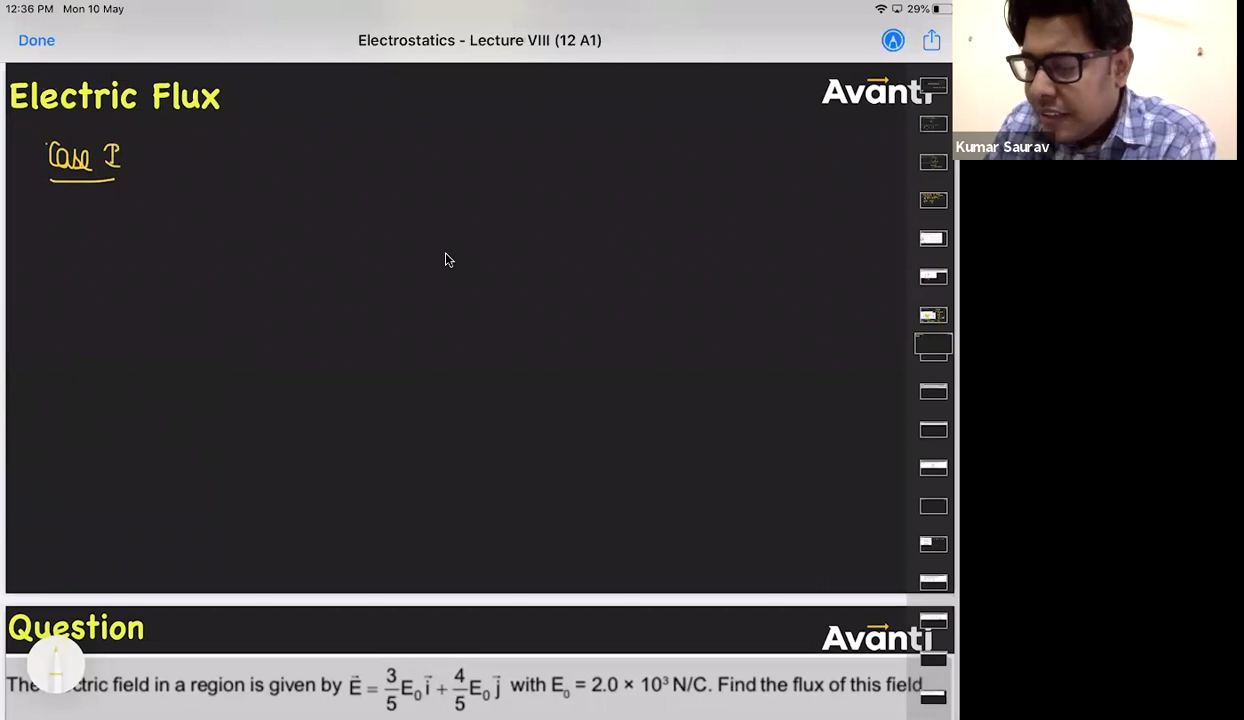 12:36 PM Mon 10 May
29%
Done
Electrostatics - Lecture VIII (12 A1)
Electric Flux
Avanti
Case I
Kumar Saurav
Question
Avanti
The ctric field in a region is given by E⃗ = 3/5 E₀ i⃗ + 4/5 E₀ j⃗ with E₀ = 2.0 × 10³ N/C. Find the flux of this field